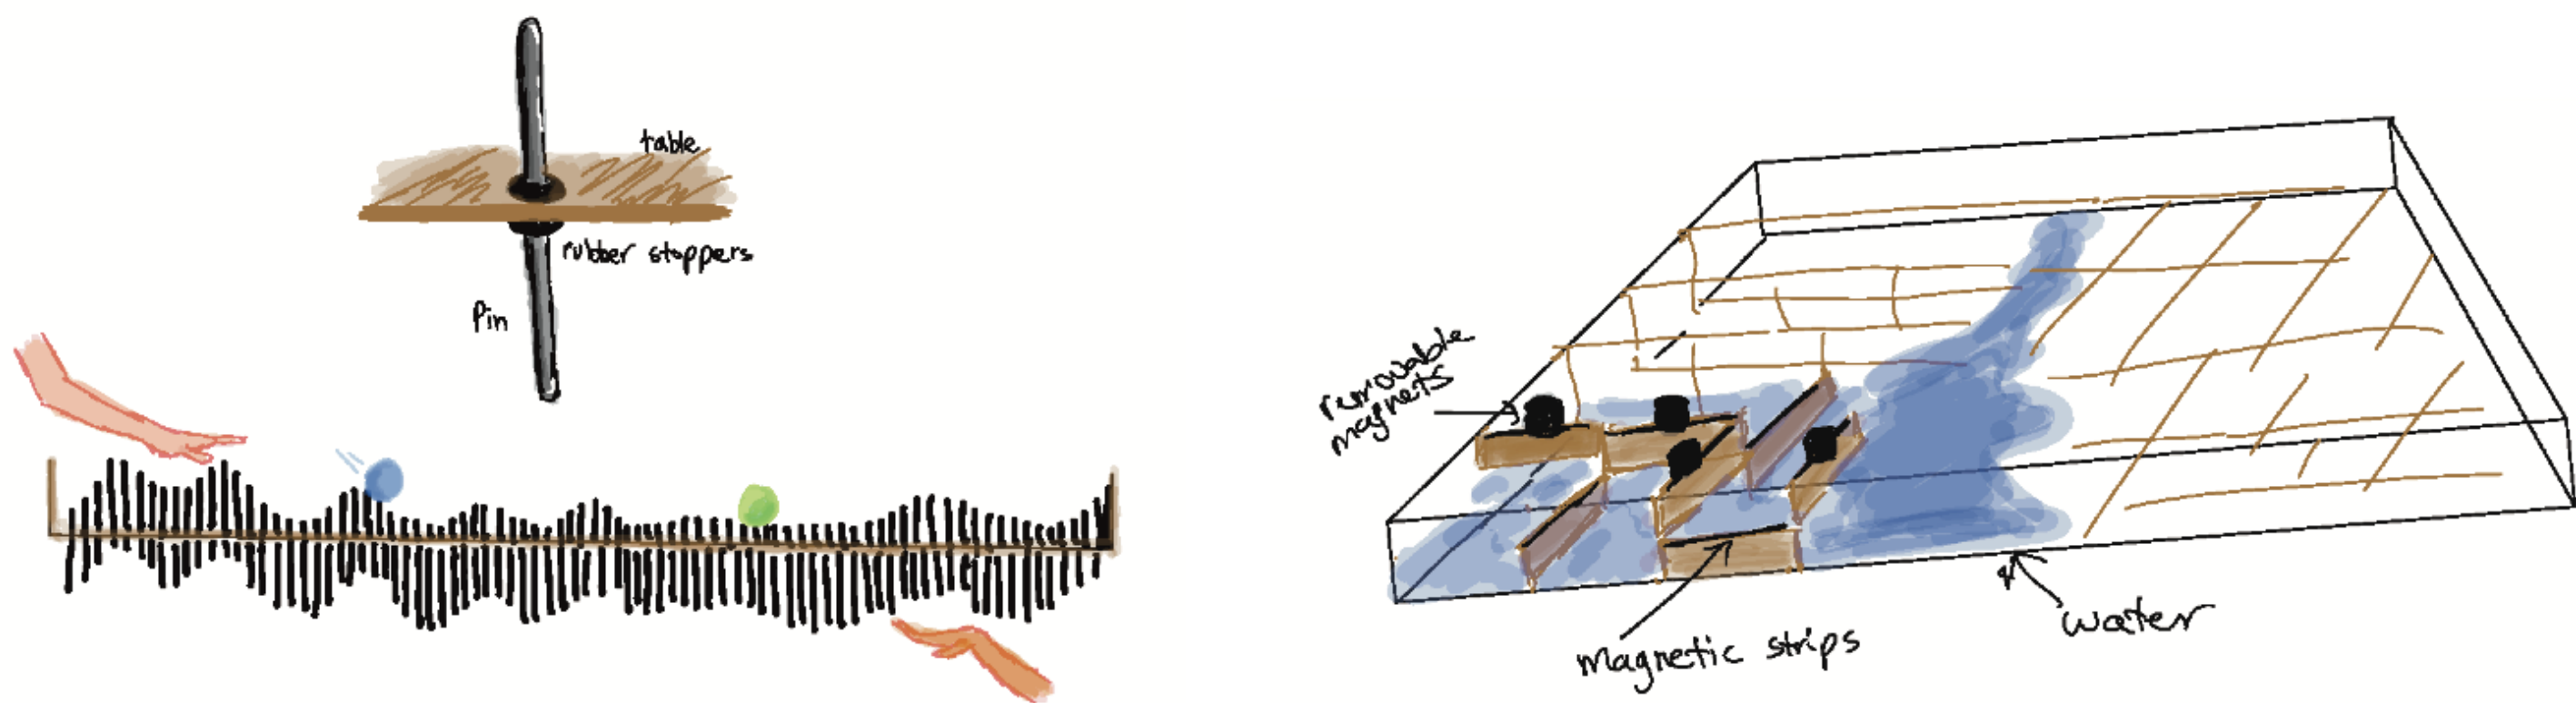 table
rubber stoppers
Pin
removable
magnets
magnetic strips
water